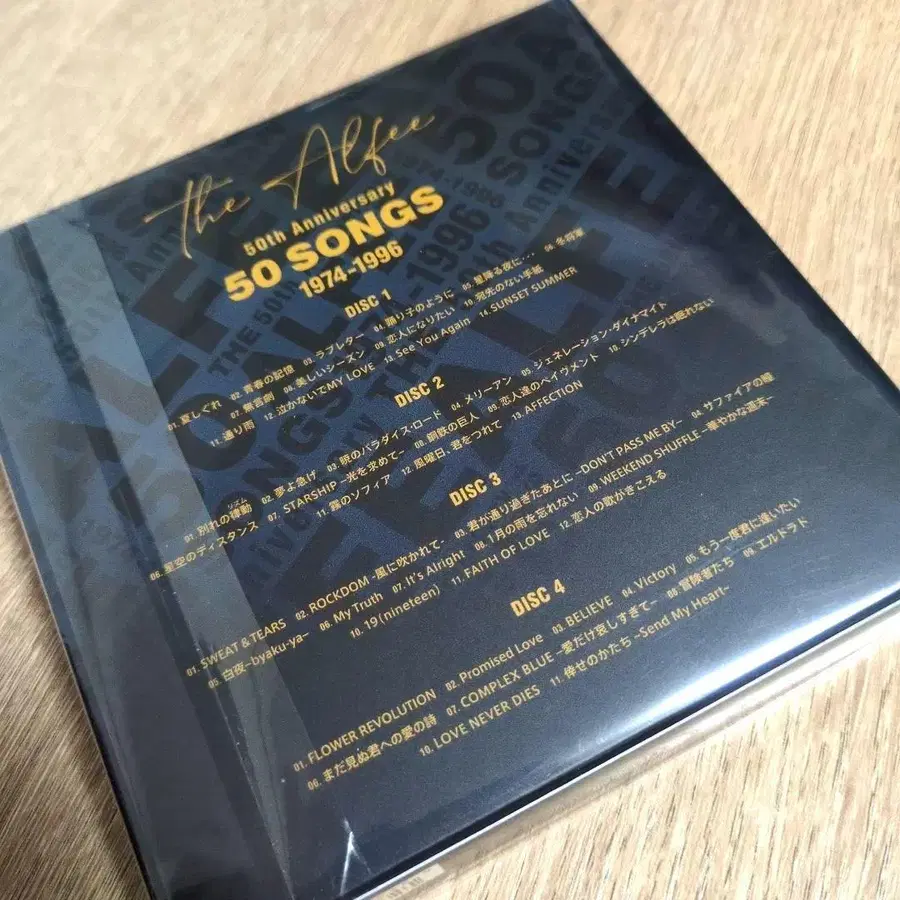 The Alfee
50th Anniversary
50 SONGS
1974-1996
DISC 1
01.夏しぐれ 02.青春の記憶 03.ラブレター 04.踊り子のように 05.星降る夜に・・・ 06.冬将軍
07.無言劇 08.美しいシーズン 09.恋人になりたい 10.宛先のない手紙
11.通り雨 12.泣かないでMY LOVE 13.See You Again 14.SUNSET SUMMER
DISC 2
01.別れの律動 リズム 02.夢よ急げ 03.暁のパラダイス・ロード 04.メリーアン 05.ジェネレーション・ダイナマイト
06.星空のディスタンス 07.STARSHIP -光を求めて- 08.鋼鉄の巨人 09.恋人達のペイヴメント 10.シンデレラは眠れない
11.霧のソフィア 12.風曜日、君をつれて 13.AFFECTION
DISC 3
01.SWEAT & TEARS 02.ROCKDOM -風に吹かれて- 03.君が通り過ぎたあとに -DON'T PASS ME BY- 04.サファイアの瞳
05.白夜-byaku-ya- 06.My Truth 07.It's Alright 08.1月の雨を忘れない 09.WEEKEND SHUFFLE -華やかな週末-
10.19(nineteen) 11.FAITH OF LOVE 12.恋人の歌がきこえる
DISC 4
01.FLOWER REVOLUTION 02.Promised Love 03.BELIEVE 04.Victory 05.もう一度君に逢いたい
06.まだ見ぬ君への愛の詩 07.COMPLEX BLUE -愛だけ哀しすぎて- 08.冒険者たち 09.エルドラド
10.LOVE NEVER DIES 11.倖せのかたち -Send My Heart-